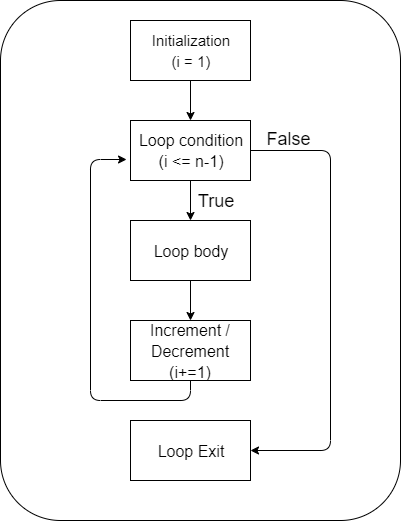 Initialization
(i = 1)
Loop condition
(i <= n-1)
False
True
Loop body
Increment /
Decrement
(i+=1)
Loop Exit